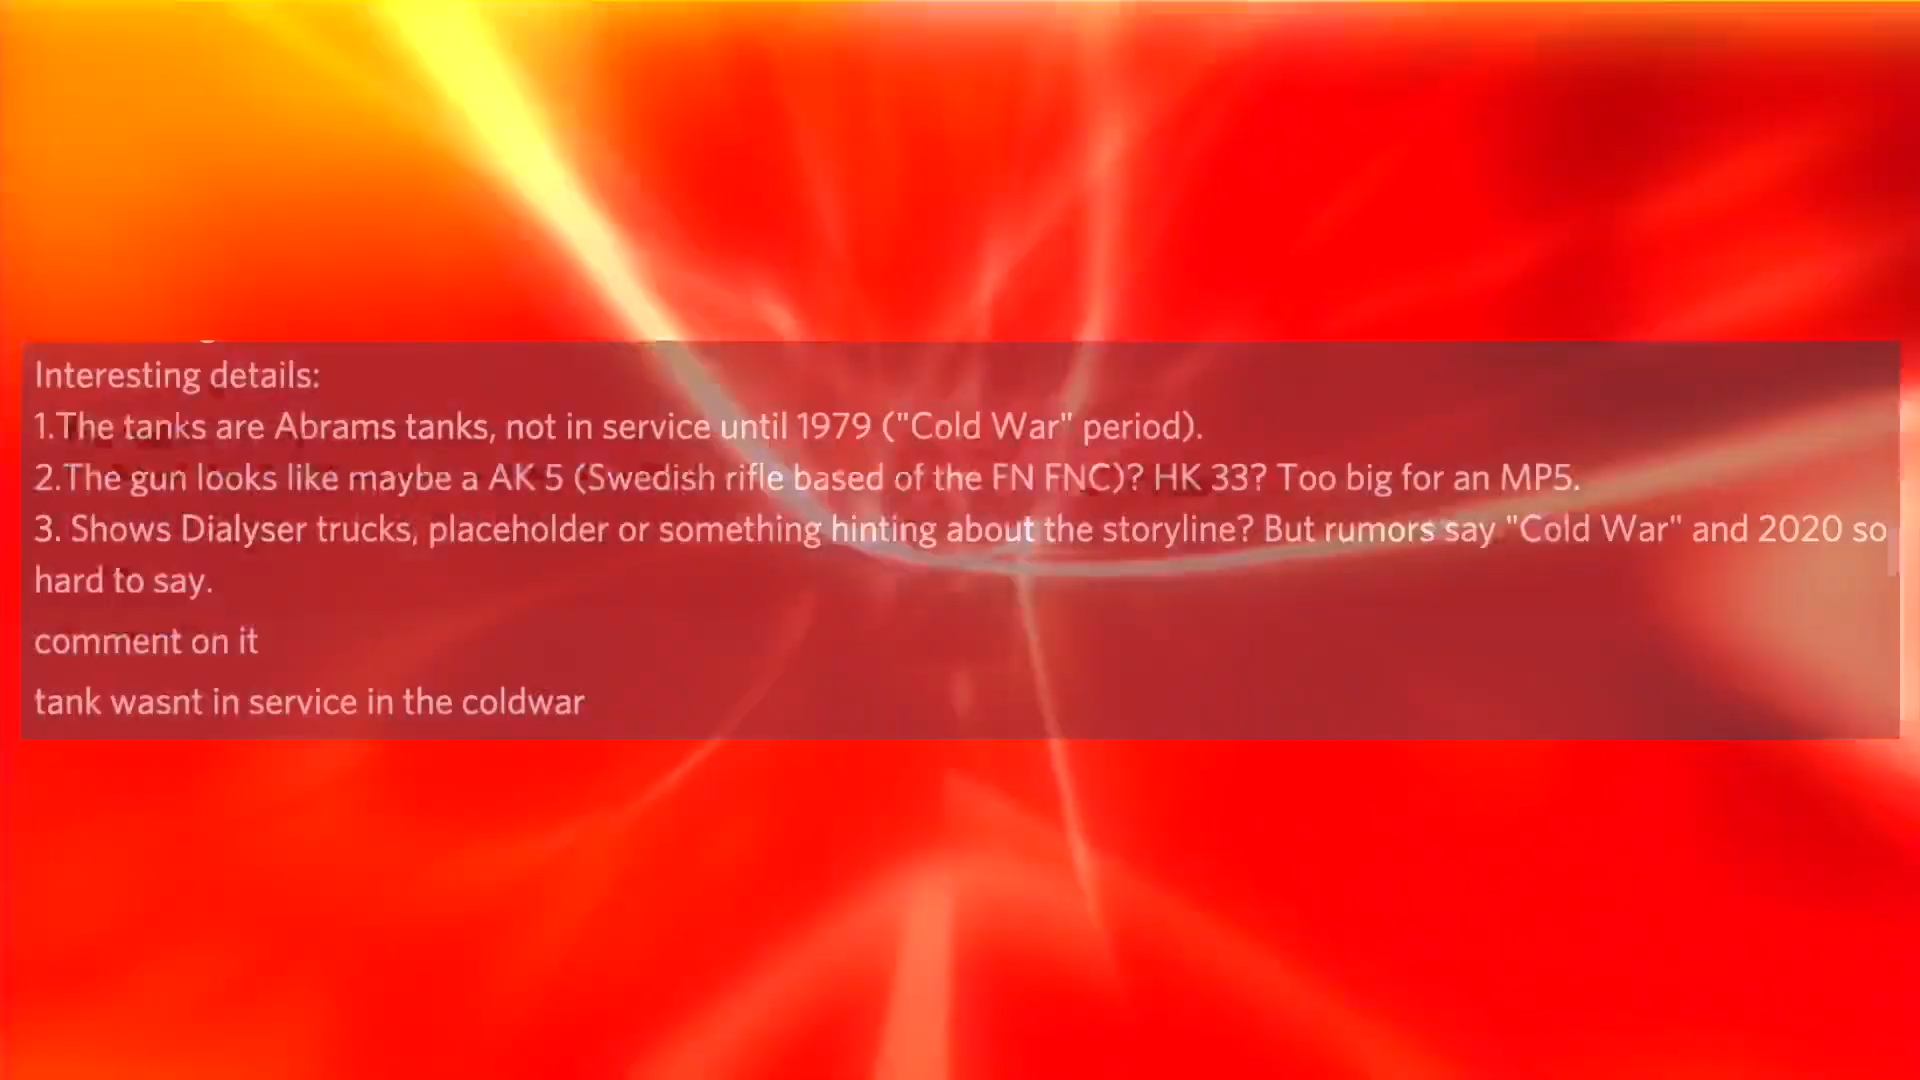 Interesting details:
1.The tanks are Abrams tanks, not in service until 1979 ("Cold War" period).
2.The gun looks like maybe a AK 5 (Swedish rifle based of the FN FNC)? HK 33? Too big for an MP5.
3. Shows Dialyser trucks, placeholder or something hinting about the storyline? But rumors say "Cold War" and 2020 so
hard to say.
comment on it
tank wasnt in service in the coldwar